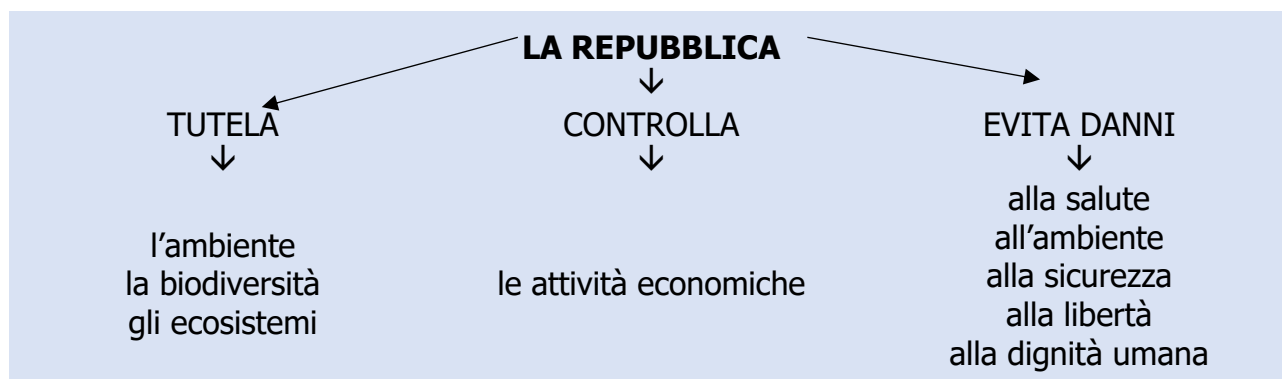 LA REPUBBLICA
TUTELA
CONTROLLA
EVITA DANNI
l’ambiente
la biodiversità
gli ecosistemi
le attività economiche
alla salute
all’ambiente
alla sicurezza
alla libertà
alla dignità umana